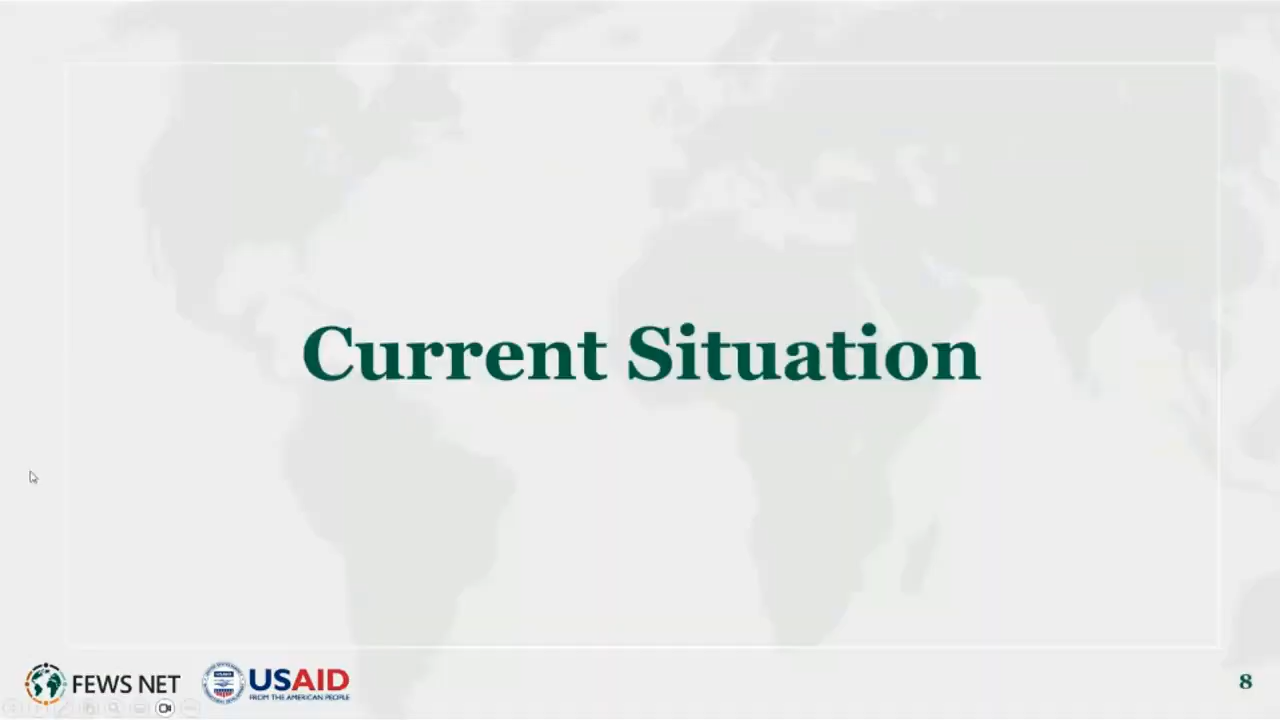 Current Situation
FEWS NET
USAID
FROM THE AMERICAN PEOPLE
8